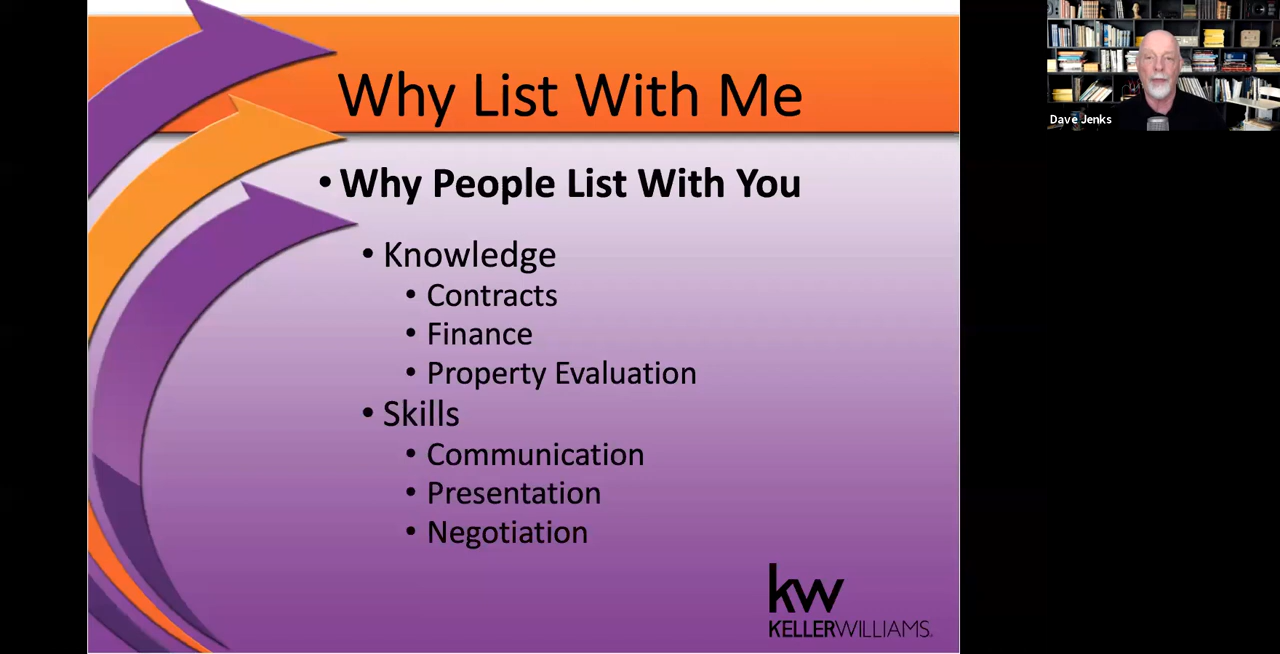 Why List With Me
Dave Jenks
• Why People List With You
• Knowledge
• Contracts
• Finance
• Property Evaluation
• Skills
• Communication
• Presentation
• Negotiation
kw
KELLERWILLIAMS.